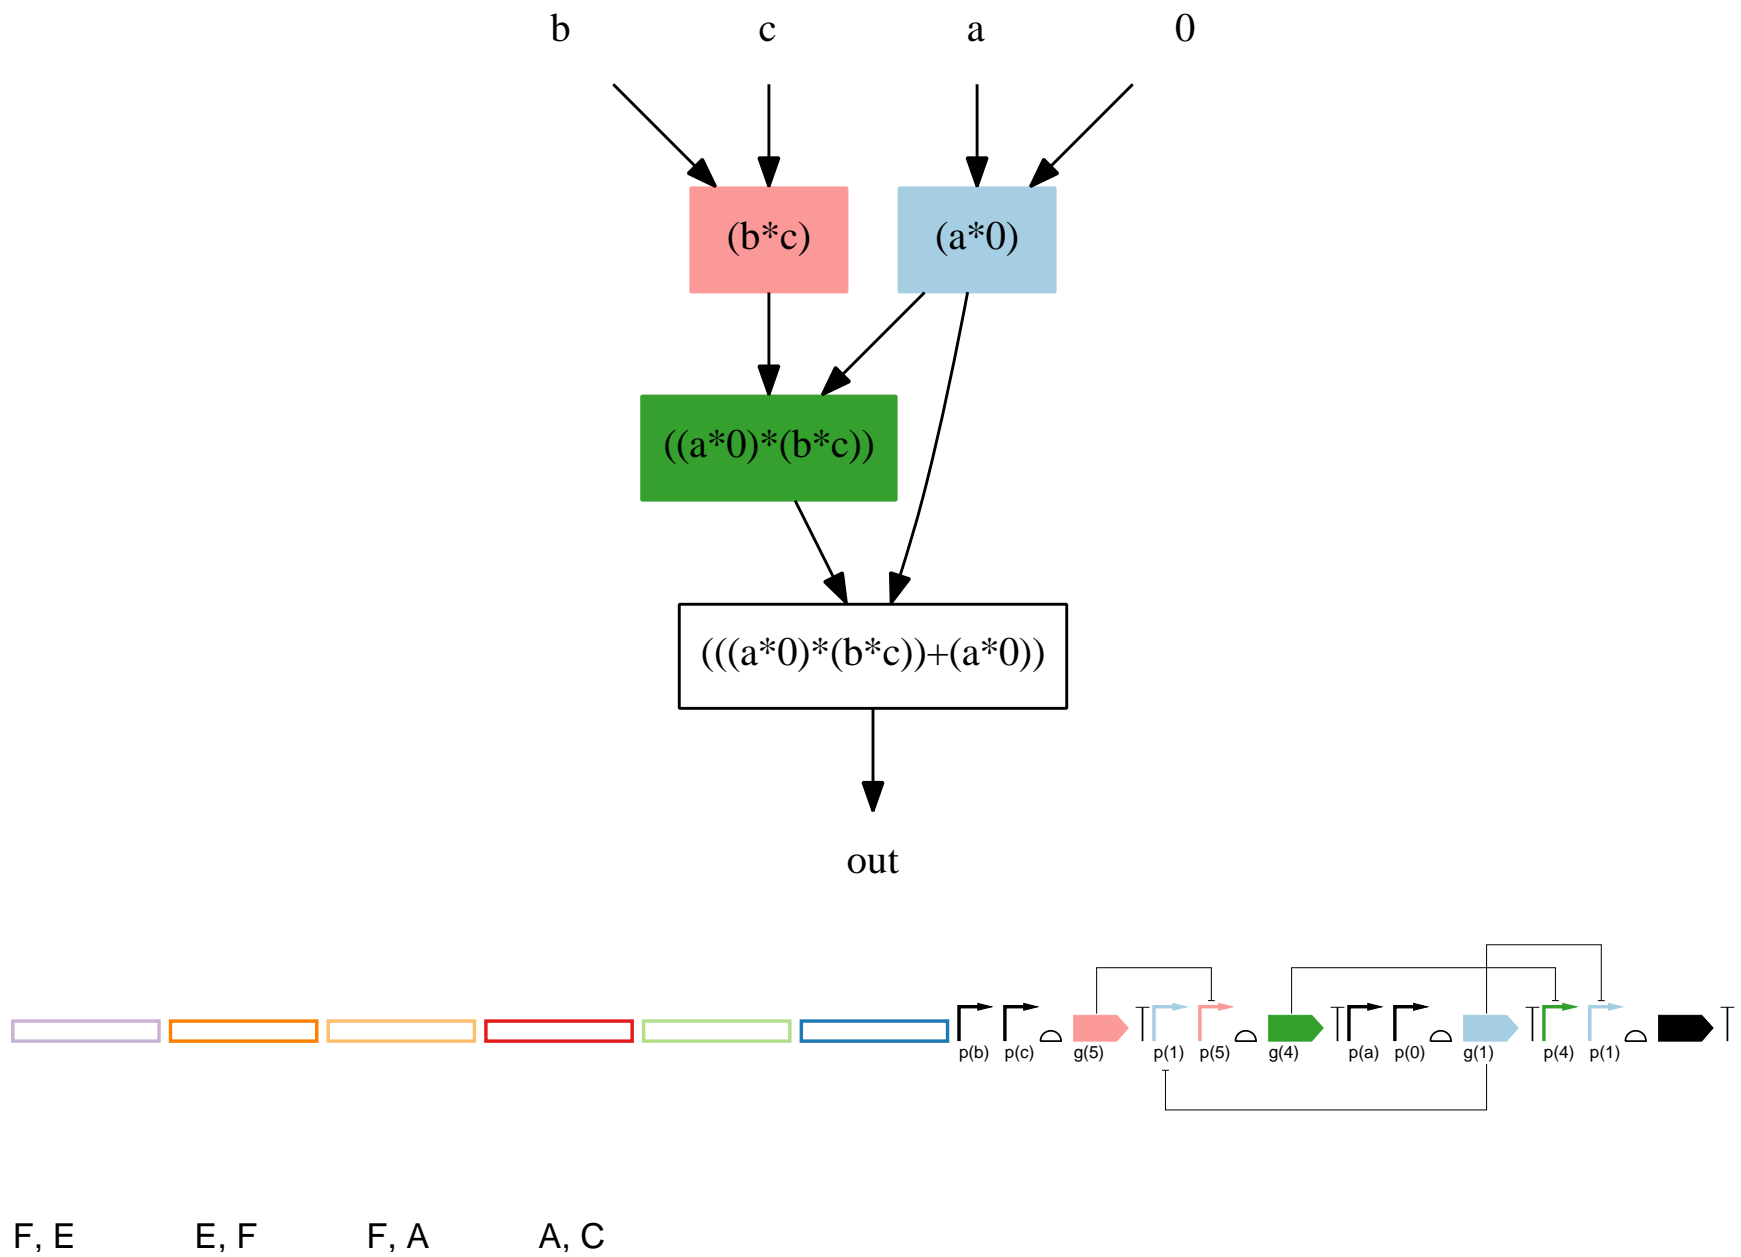 b c a 0
(b*c) (a*0)
((a*0)*(b*c))
(((a*0)*(b*c))+(a*0))
out
p(b) p(c) g(5) p(1) p(5) g(4) p(a) p(0) g(1) p(4) p(1)
F, E E, F F, A A, C